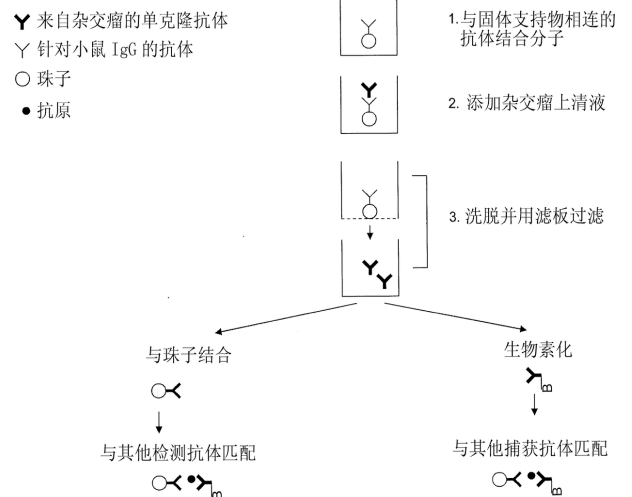 来自杂交瘤的单克隆抗体
针对小鼠 IgG 的抗体
珠子
抗原
1.与固体支持物相连的
抗体结合分子
2. 添加杂交瘤上清液
3. 洗脱并用滤板过滤
与珠子结合
生物素化
B
与其他检测抗体匹配
与其他捕获抗体匹配
B
B